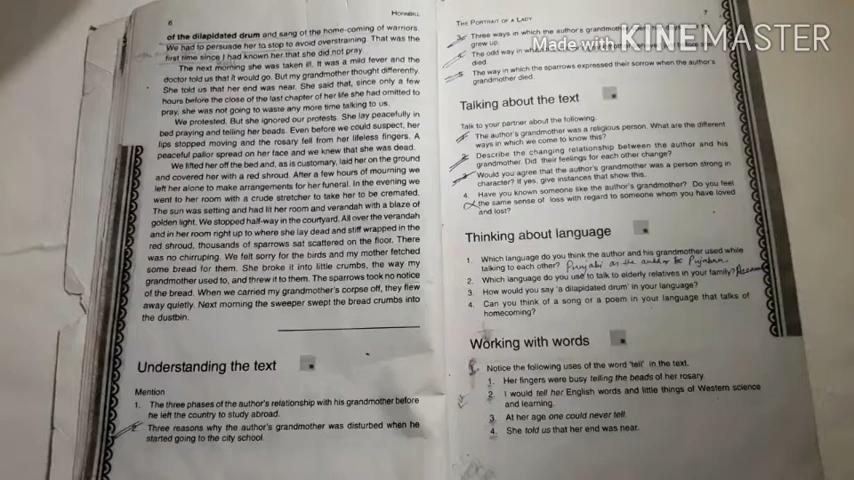 6
HORNBILL
of the dilapidated drum and sang of the home-coming of warriors.
We had to persuade her to stop to avoid overstraining. That was the
first time since I had known her that she did not pray.
The next morning she was taken ill. It was a mild fever and the
doctor told us that it would go. But my grandmother thought differently.
She told us that her end was near. She said that, since only a few
hours before the close of the last chapter of her life she had omitted to
pray, she was not going to waste any more time talking to us.
We protested. But she ignored our protests. She lay peacefully in
bed praying and telling her beads. Even before we could suspect, her
lips stopped moving and the rosary fell from her lifeless fingers. A
peaceful pallor spread on her face and we knew that she was dead.
We lifted her off the bed and, as is customary, laid her on the ground
and covered her with a red shroud. After a few hours of mourning we
left her alone to make arrangements for her funeral. In the evening we
went to her room with a crude stretcher to take her to be cremated.
The sun was setting and had lit her room and verandah with a blaze of
golden light. We stopped half-way in the courtyard. All over the verandah
and in her room right up to where she lay dead and stiff wrapped in the
red shroud, thousands of sparrows sat scattered on the floor. There
was no chirruping. We felt sorry for the birds and my mother fetched
some bread for them. She broke it into little crumbs, the way my
grandmother used to, and threw it to them. The sparrows took no notice
of the bread. When we carried my grandmother's corpse off, they flew
away quietly. Next morning the sweeper swept the bread crumbs into
the dustbin.
Understanding the text
Mention
1. The three phases of the author's relationship with his grandmother before
he left the country to study abroad.
2. Three reasons why the author's grandmother was disturbed when he
started going to the city school.
THE PORTRAIT OF A LADY
7
Made with KINEMASTER
3. Three ways in which the author's grandmother
grew up.
4. The odd way in which
died.
5. The way in which the sparrows expressed their sorrow when the author's
grandmother died.
Talking about the text
Talk to your partner about the following.
1. The author's grandmother was a religious person. What are the different
ways in which we come to know this?
2. Describe the changing relationship between the author and his
grandmother. Did their feelings for each other change?
3. Would you agree that the author's grandmother was a person strong in
character? If yes, give instances that show this.
4. Have you known someone like the author's grandmother? Do you feel
the same sense of loss with regard to someone whom you have loved
and lost?
Thinking about language
1. Which language do you think the author and his grandmother used while
talking to each other? Punjabi as the author is
2. Which language do you use to talk to elderly relatives in your family?
3. How would you say 'a dilapidated drum' in your language?
4. Can you think of a song or a poem in your language that talks of
homecoming?
Working with words
1. Notice the following uses of the word 'tell' in the text.
1. Her fingers were busy telling the beads of her rosary.
2. I would tell her English words and little things of Western science
and learning.
3. At her age one could never tell.
4. She told us that her end was near.